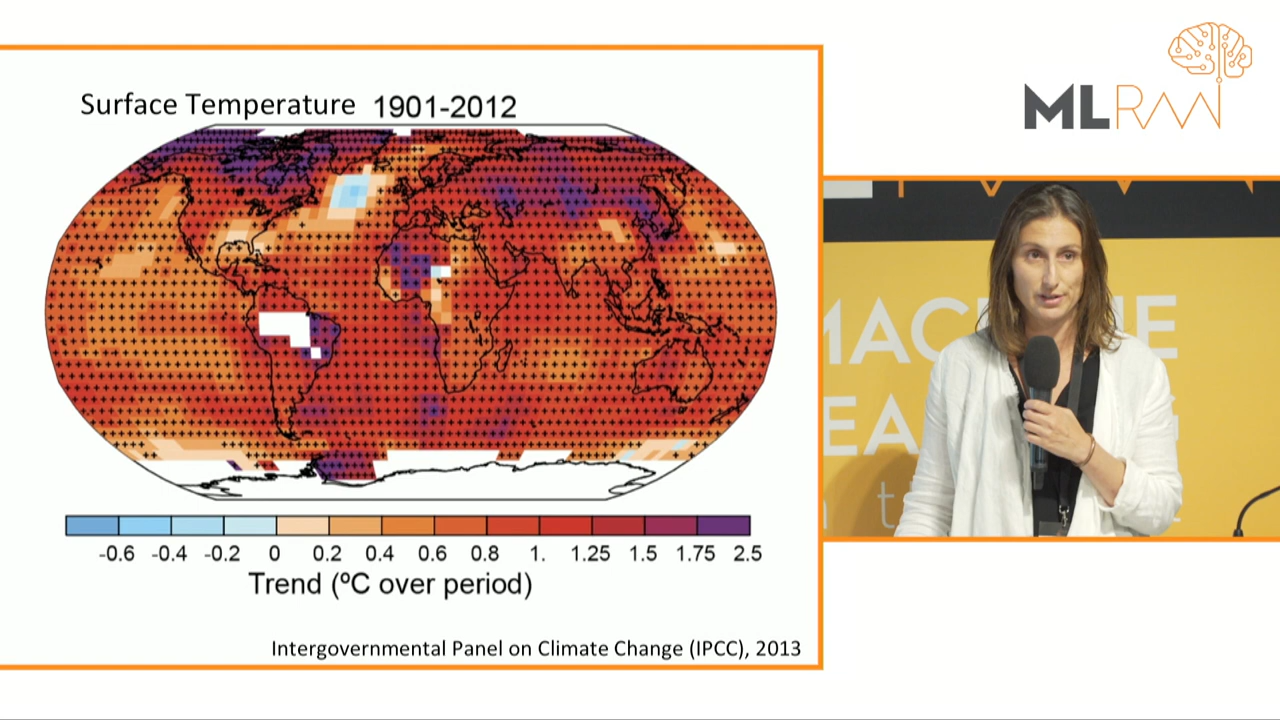 Surface Temperature 1901-2012
-0.6 -0.4 -0.2 0 0.2 0.4 0.6 0.8 1. 1.25 1.5 1.75 2.5
Trend (ºC over period)
Intergovernmental Panel on Climate Change (IPCC), 2013
ML